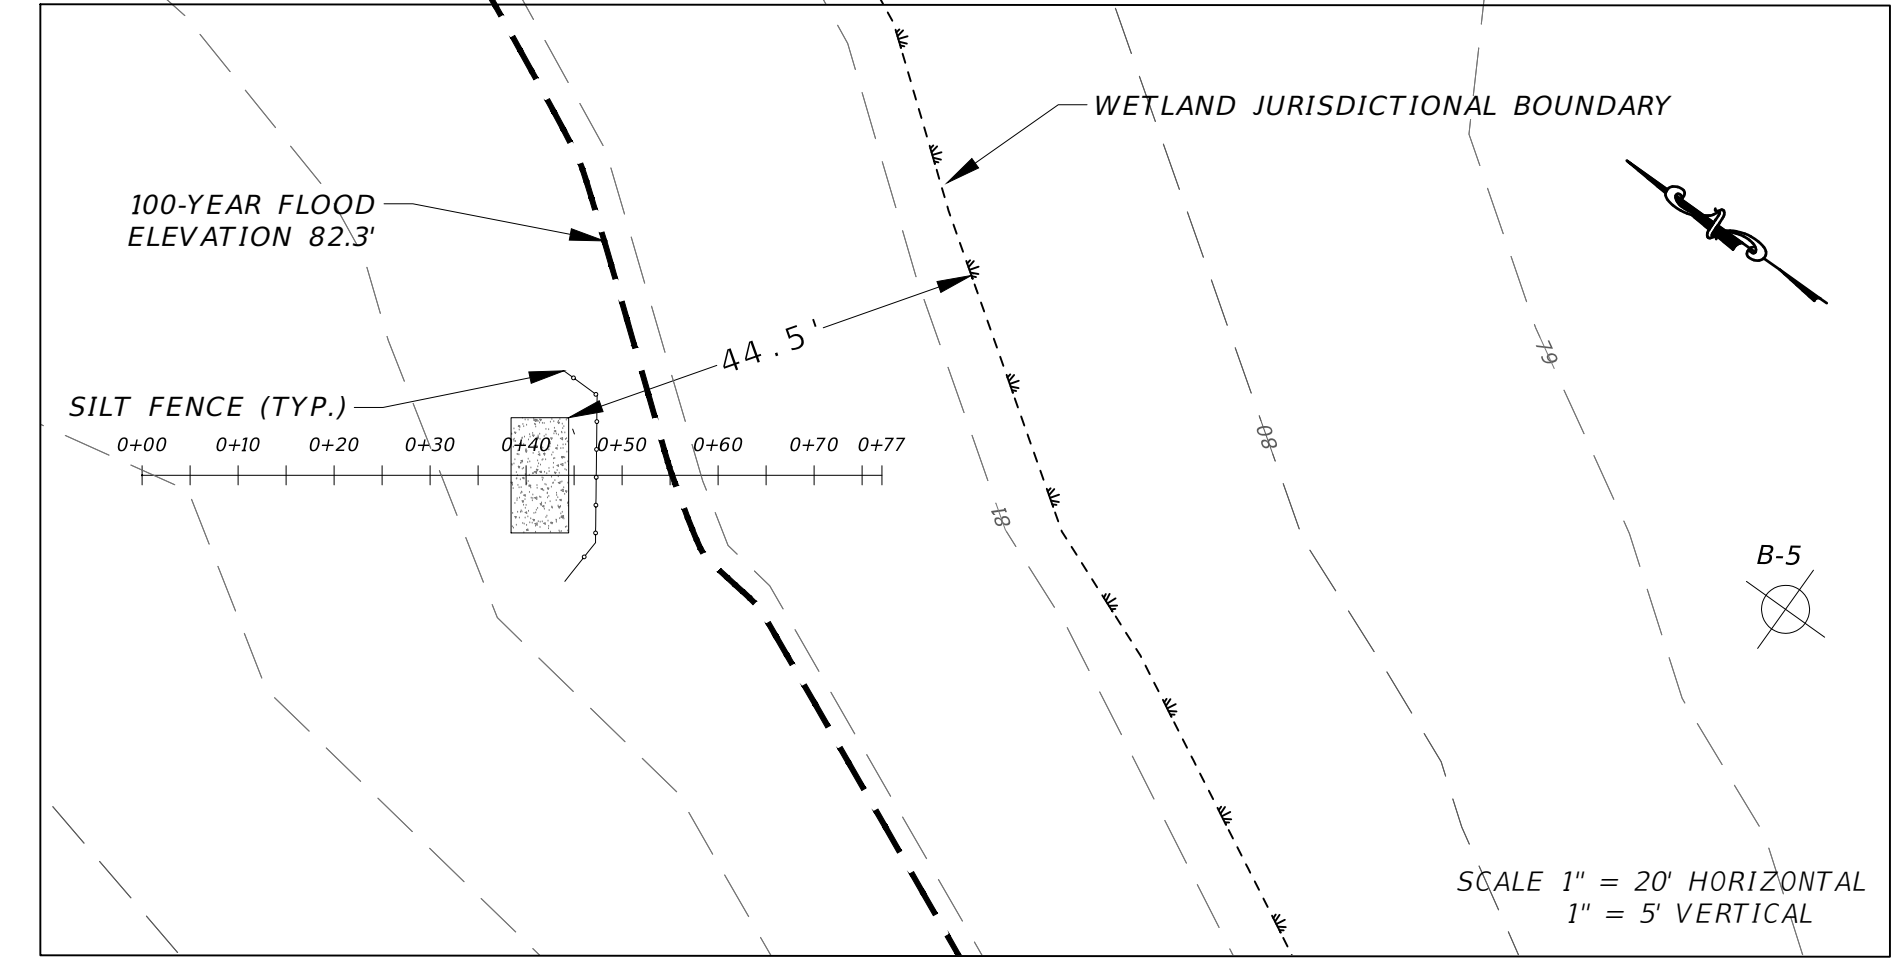 WETLAND JURISDICTIONAL BOUNDARY
100-YEAR FLOOD
ELEVATION 82.3'
44.5'
79
SILT FENCE (TYP.)
80
0+00 0+10 0+20 0+30 0+40 0+50 0+60 0+70 0+77
81
B-5
SCALE 1" = 20' HORIZONTAL
1" = 5' VERTICAL